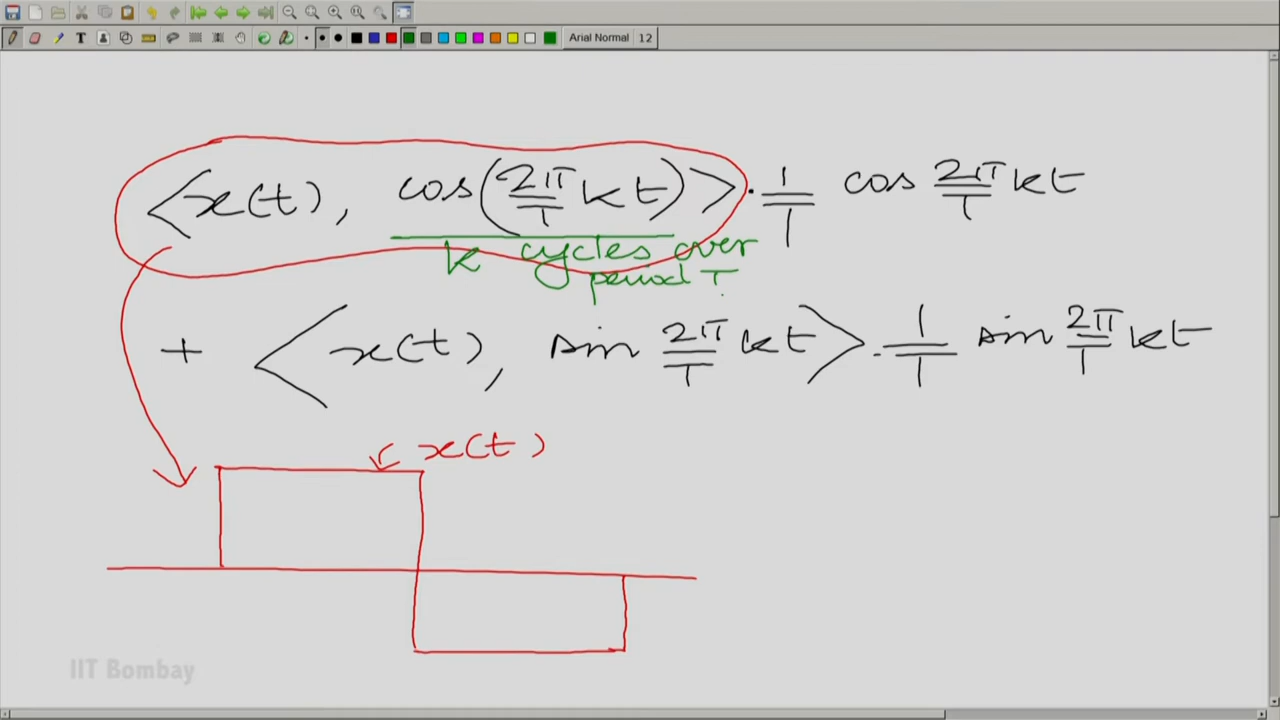 Arial Normal 12
<x(t), cos(2π/T kt)> · 1/T cos 2π/T kt
k cycles over
period T
+ <x(t), sin 2π/T kt> · 1/T sin 2π/T kt
x(t)
IIT Bombay